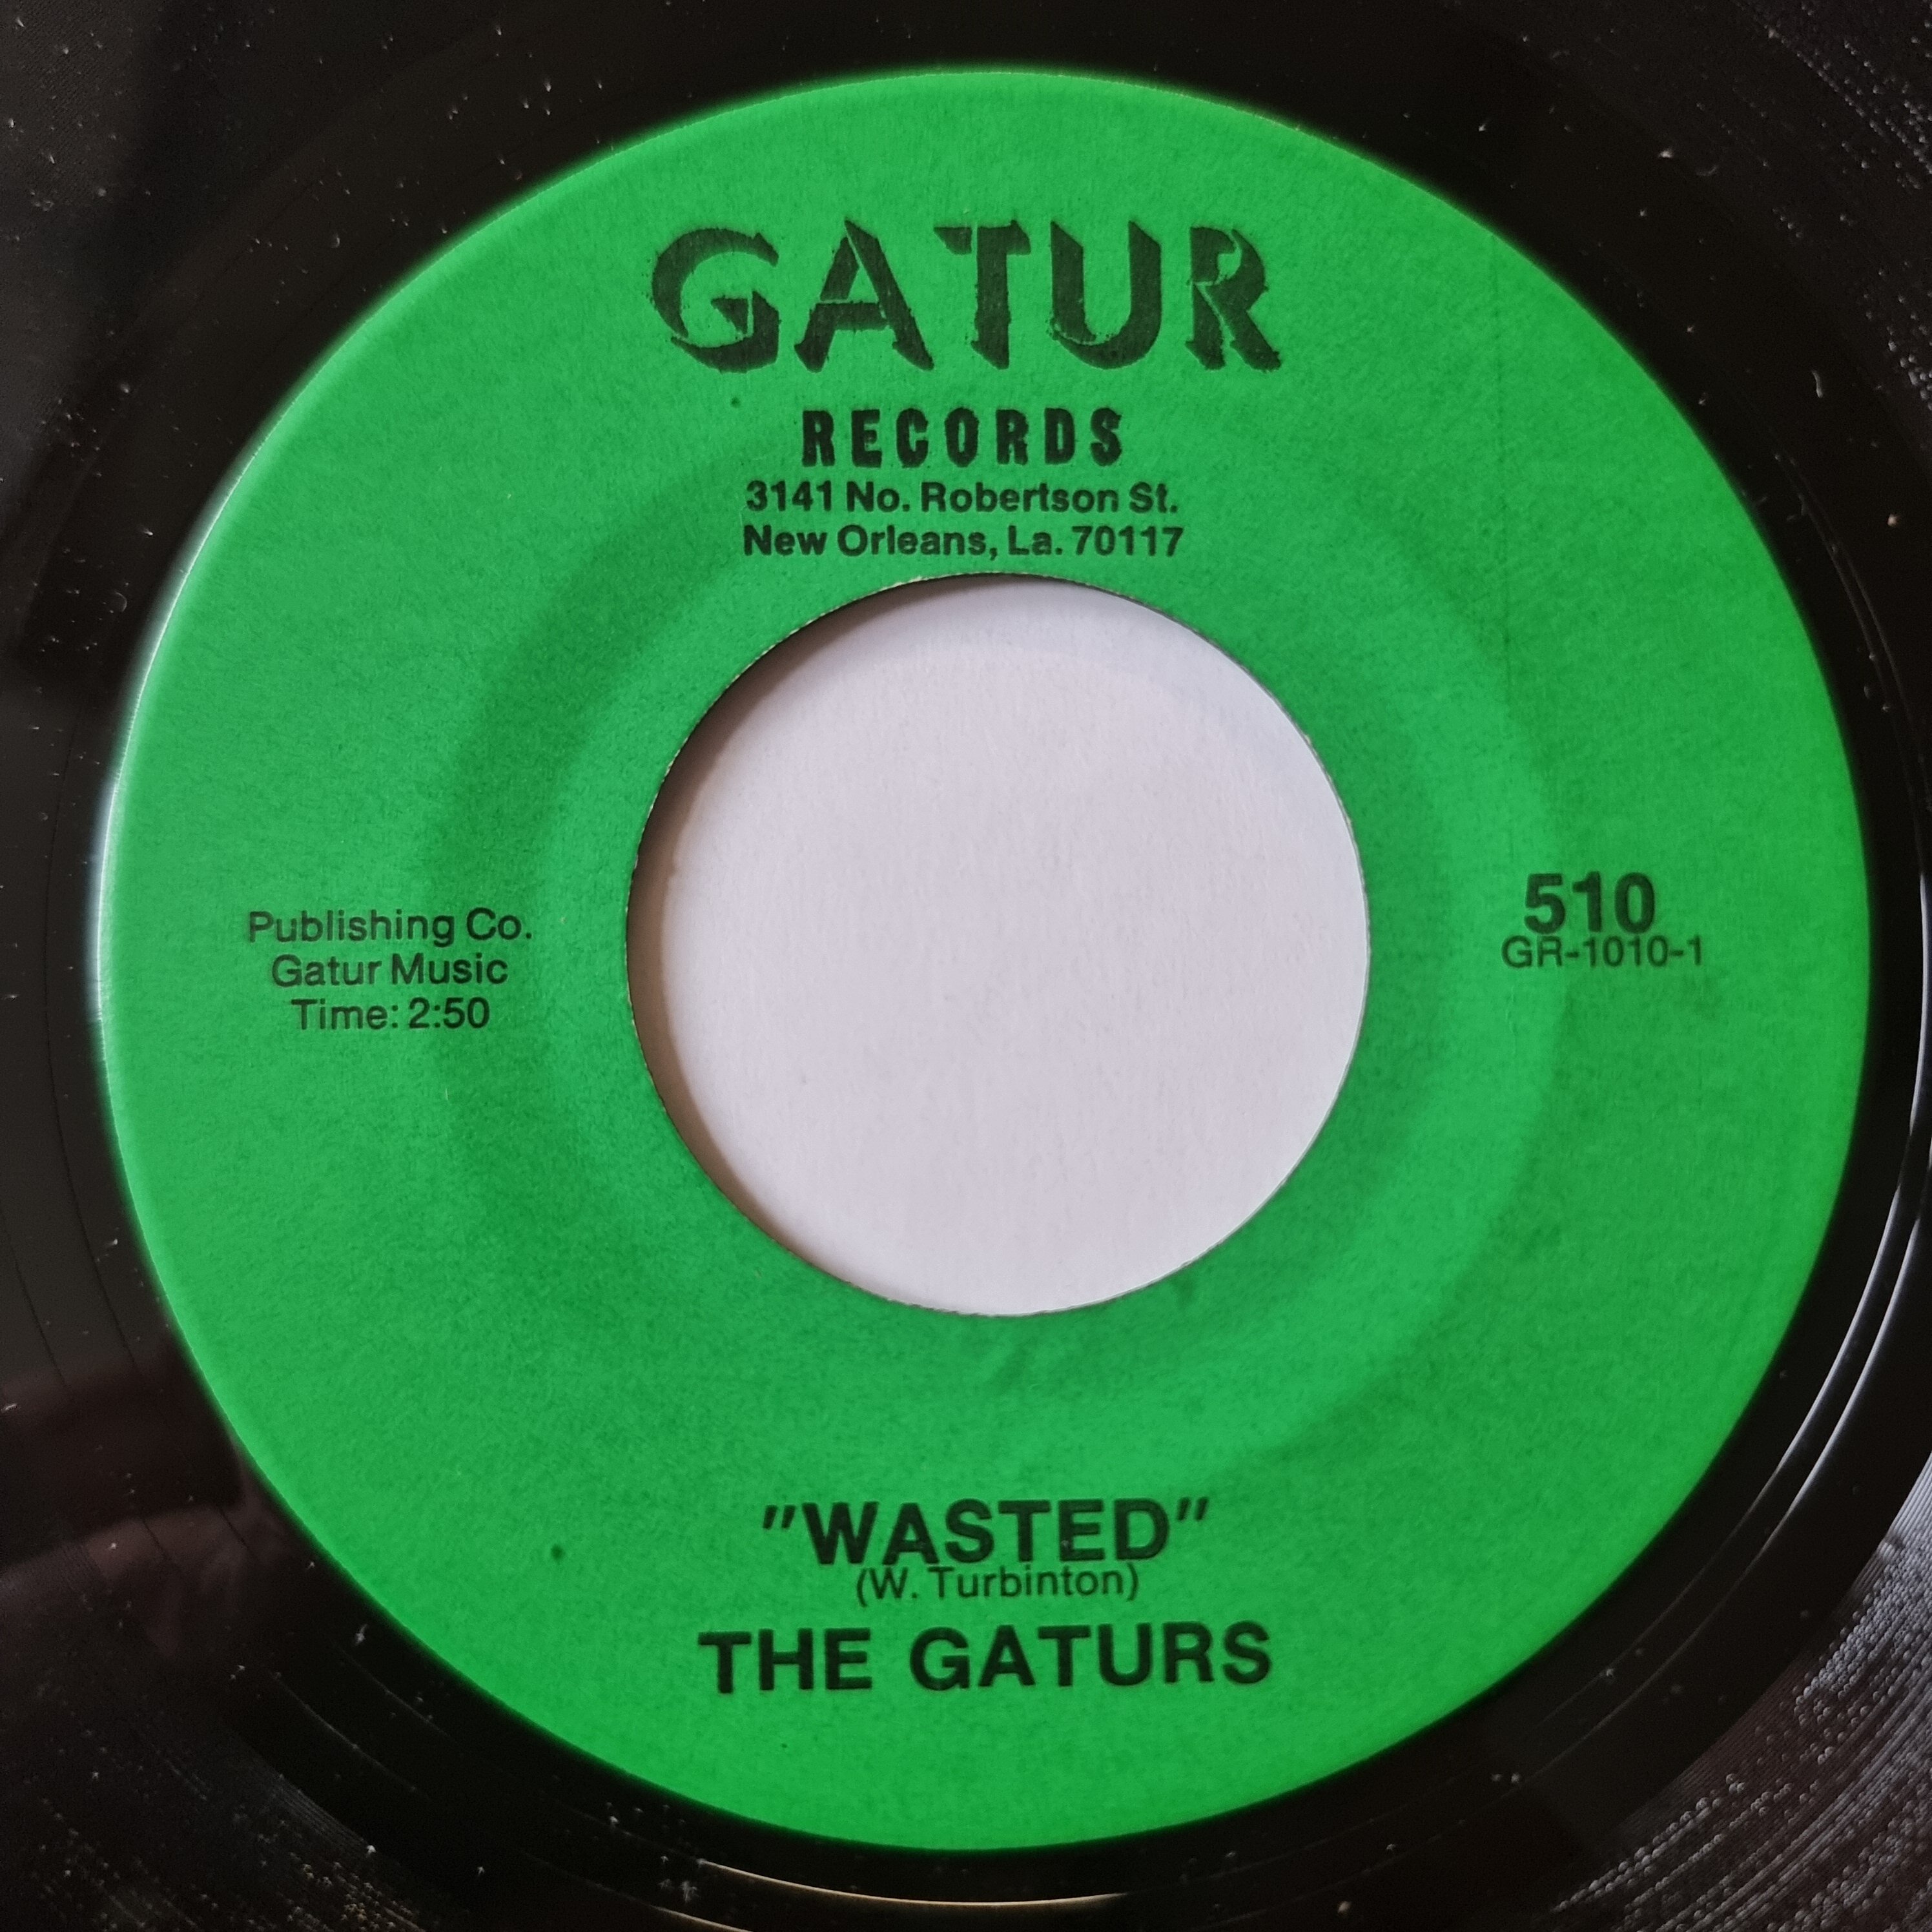 GATUR
RECORDS
3141 No. Robertson St.
New Orleans, La. 70117
Publishing Co.
Gatur Music
Time: 2:50
510
GR-1010-1
"WASTED"
(W. Turbinton)
THE GATURS